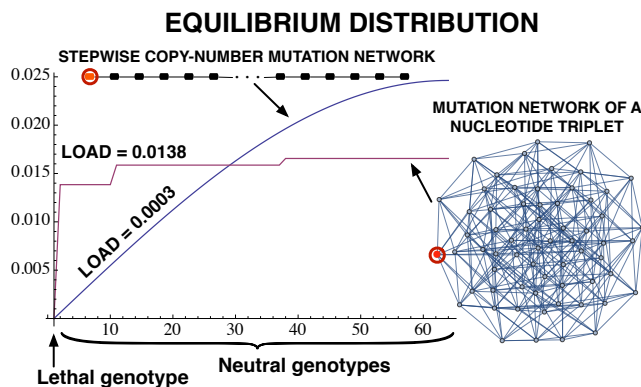 EQUILIBRIUM DISTRIBUTION
STEPWISE COPY-NUMBER MUTATION NETWORK
0.025
0.020
0.015
0.010
0.005
LOAD = 0.0138
LOAD = 0.0003
MUTATION NETWORK OF A
NUCLEOTIDE TRIPLET
10 20 30 40 50 60
Lethal genotype
Neutral genotypes